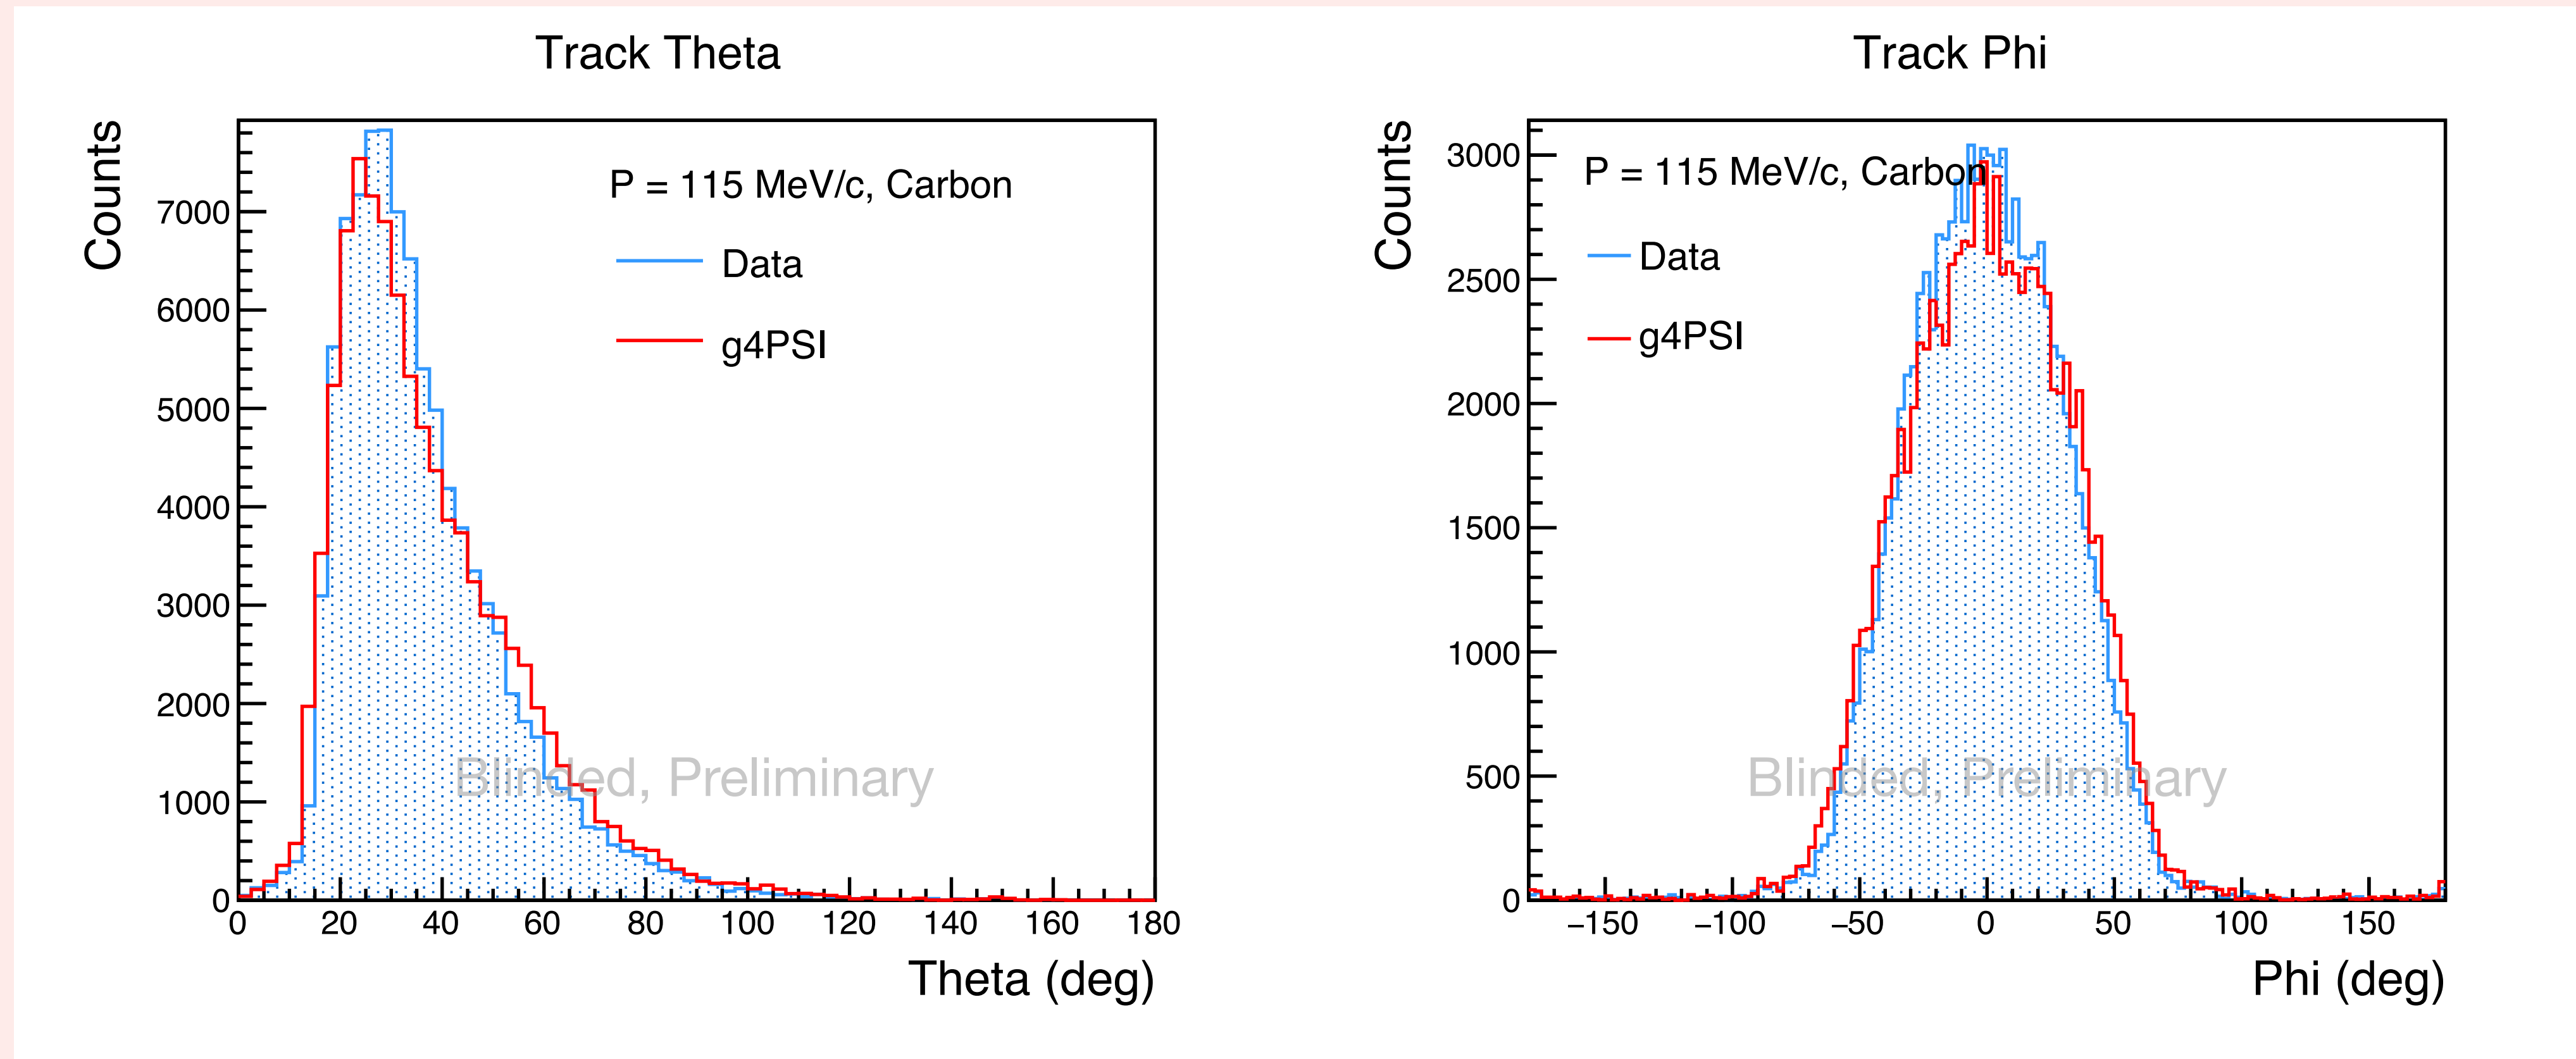 Track Theta
Counts
P = 115 MeV/c, Carbon
Data
g4PSI
7000
6000
5000
4000
3000
2000
1000
0
Blinded, Preliminary
0 20 40 60 80 100 120 140 160 180
Theta (deg)
Track Phi
Counts
P = 115 MeV/c, Carbon
Data
g4PSI
3000
2500
2000
1500
1000
500
0
Blinded, Preliminary
−150 −100 −50 0 50 100 150
Phi (deg)